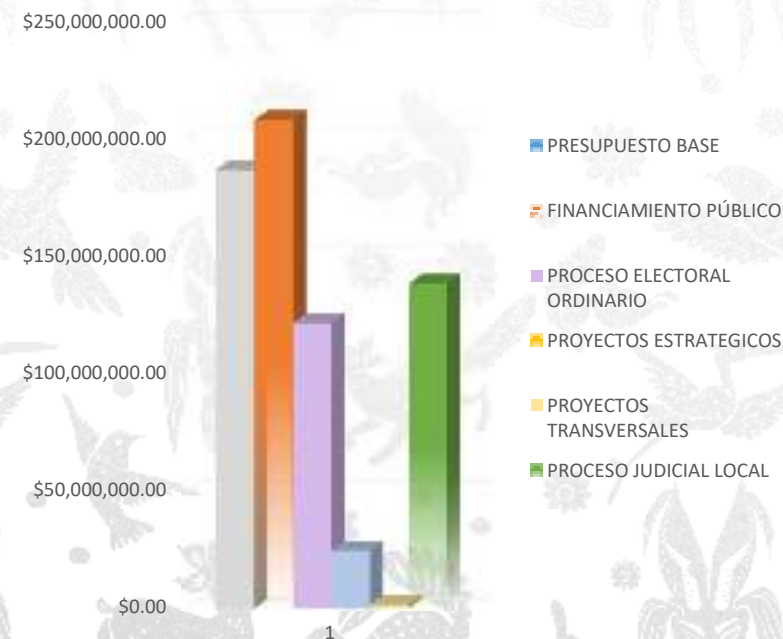 $250,000,000.00
$200,000,000.00
$150,000,000.00
$100,000,000.00
$50,000,000.00
$0.00
1
PRESUPUESTO BASE
FINANCIAMIENTO PÚBLICO
PROCESO ELECTORAL
ORDINARIO
PROYECTOS ESTRATEGICOS
PROYECTOS
TRANSVERSALES
PROCESO JUDICIAL LOCAL